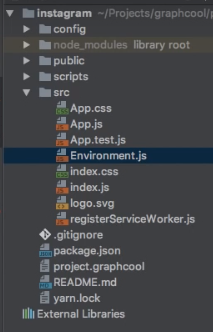 instagram ~/Projects/graphcool/
config
node_modules library root
public
scripts
src
App.css
App.js
App.test.js
Environment.js
index.css
index.js
logo.svg
registerServiceWorker.js
.gitignore
package.json
project.graphcool
README.md
yarn.lock
External Libraries